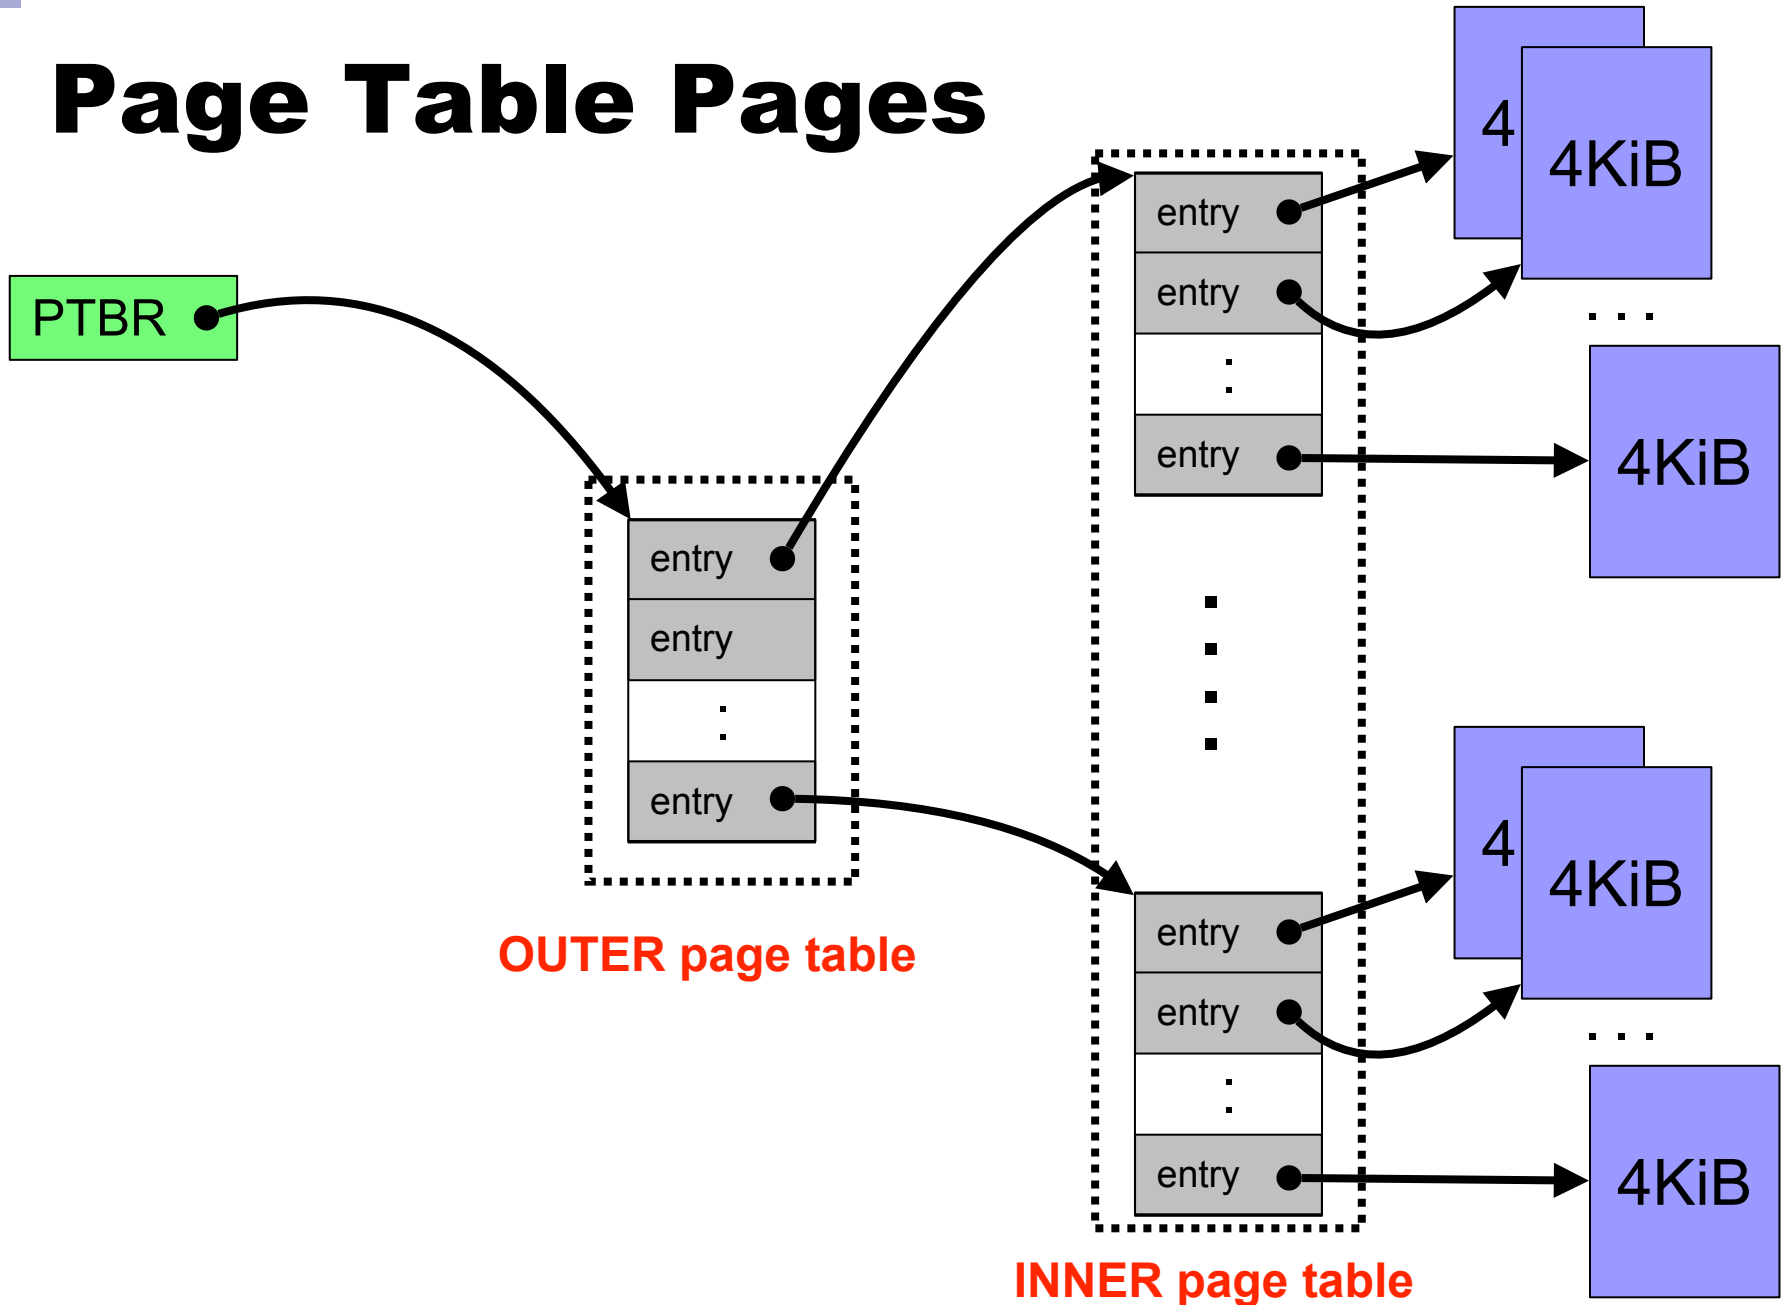 Page Table Pages
PTBR
entry
entry
:
entry
OUTER page table
entry
entry
:
entry
entry
entry
:
entry
INNER page table
4
4KiB
. . .
4KiB
4
4KiB
. . .
4KiB